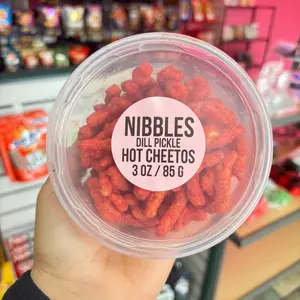 NIBBLES
DILL PICKLE
HOT CHEETOS
3 OZ / 85 G